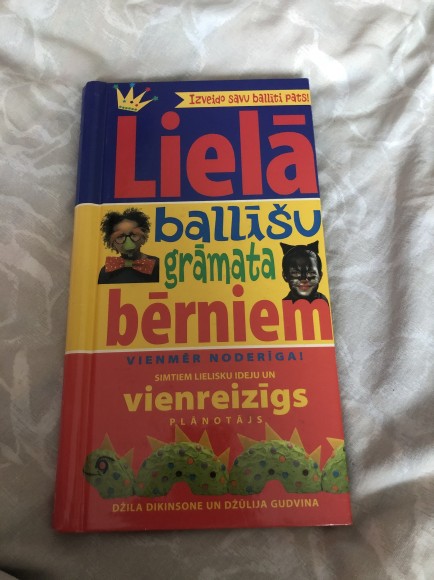 Izveido savu ballīti pats!
Lielā
ballīšu
grāmata
bērniem
VIENMĒR NODERĪGA!
SIMTIEM LIELISKU IDEJU UN
vienreizīgs
PLĀNOTĀJS
DŽILA DIKINSONE UN DŽŪLIJA GUDVINA